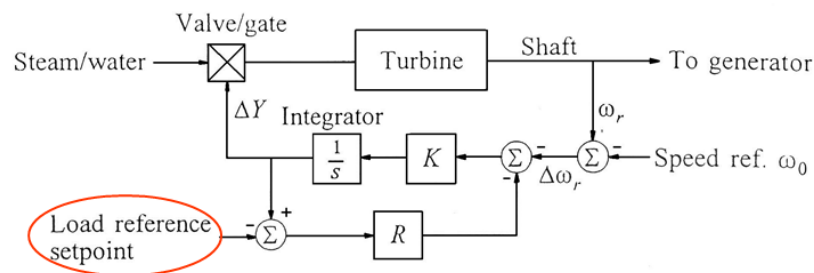 Valve/gate
Steam/water
Turbine
Shaft
To generator
ΔY
Integrator
ω_r
1/s
K
Σ
-
-
Σ
-
Speed ref. ω_0
Δω_r
Load reference
setpoint
-
+
Σ
R